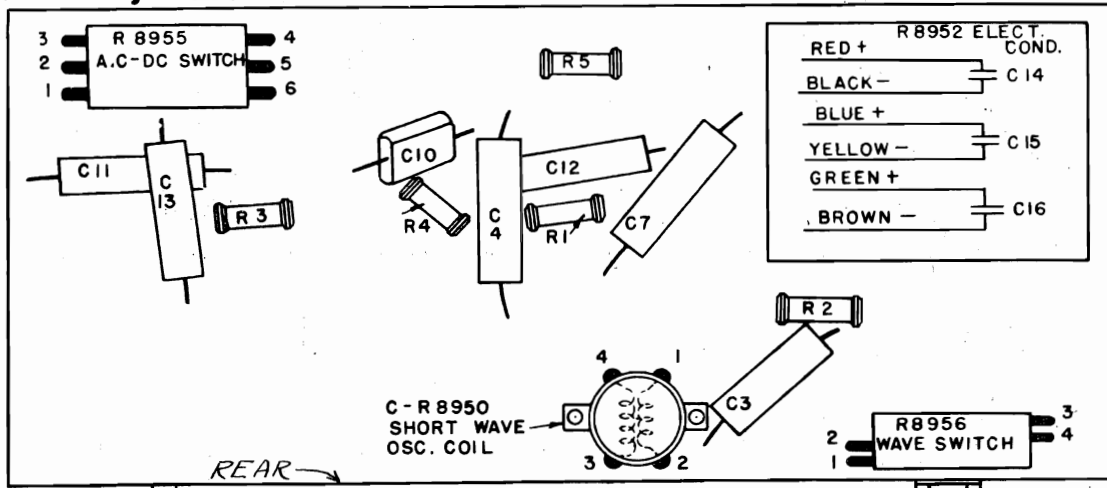 R 8955
A.C-DC SWITCH
3
2
1
4
5
6
R5
R 8952 ELECT.
COND.
RED +
BLACK -
C 14
BLUE +
YELLOW -
C 15
GREEN +
BROWN -
C16
C11
C
13
R 3
C10
R4
C
4
C12
R1
C7
R 2
C3
4
1
3
2
C-R 8950
SHORT WAVE
OSC. COIL
R8956
WAVE SWITCH
2
1
3
4
REAR